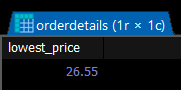 orderdetails (1r × 1c)
lowest_price
26.55